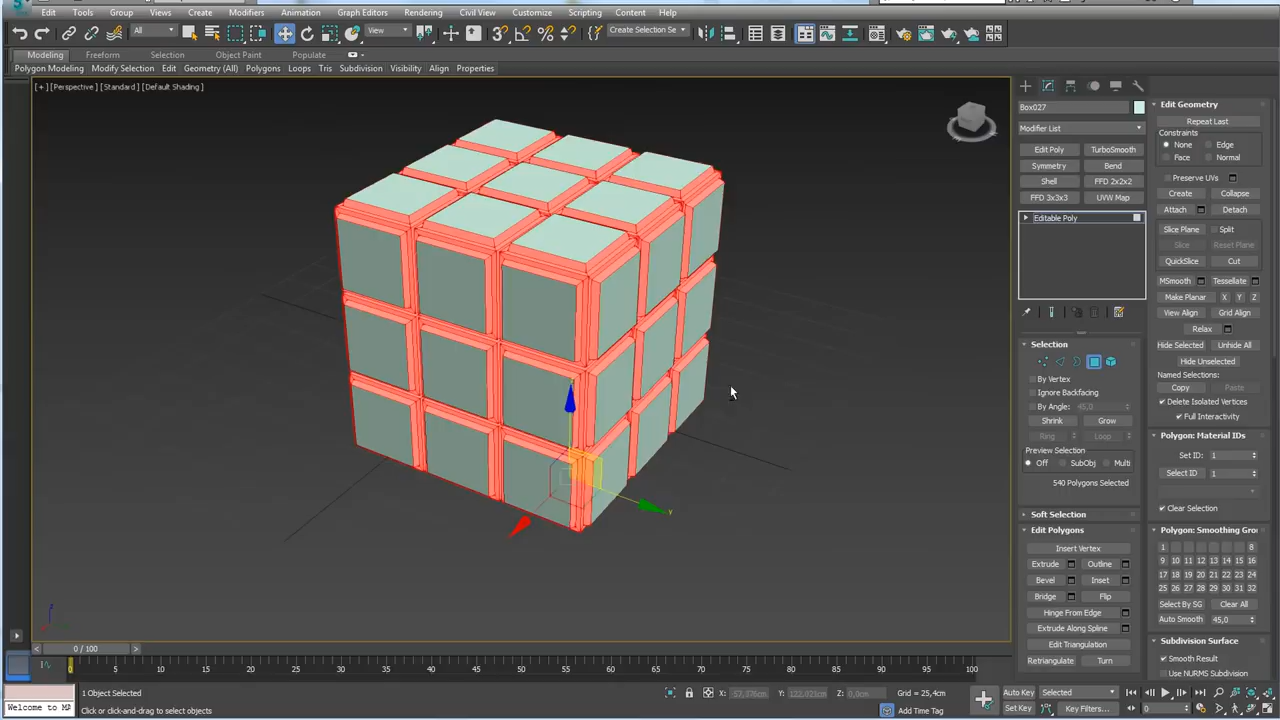 Edit Tools Group Views Create Modifiers Animation Graph Editors Rendering Civil View Customize Scripting Content Help
All View Create Selection Se
Modeling Freeform Selection Object Paint Populate
Polygon Modeling Modify Selection Edit Geometry (All) Polygons Loops Tris Subdivision Visibility Align Properties
[+] [Perspective] [Standard] [Default Shading]
Box027
Modifier List
Edit Poly TurboSmooth
Symmetry Bend
Shell FFD 2x2x2
FFD 3x3x3 UVW Map
Editable Poly
Selection
By Vertex
Ignore Backfacing
By Angle: 45,0
Shrink Grow
Ring Loop
Preview Selection
Off SubObj Multi
540 Polygons Selected
Soft Selection
Edit Polygons
Insert Vertex
Extrude Outline
Bevel Inset
Bridge Flip
Hinge From Edge
Extrude Along Spline
Edit Triangulation
Retriangulate Turn
Edit Geometry
Repeat Last
Constraints
None Edge
Face Normal
Preserve UVs
Create Collapse
Attach Detach
Slice Plane Split
Slice Reset Plane
QuickSlice Cut
MSmooth Tessellate
Make Planar X Y Z
View Align Grid Align
Relax
Hide Selected Unhide All
Hide Unselected
Named Selections:
Copy Paste
Delete Isolated Vertices
Full Interactivity
Polygon: Material IDs
Set ID: 1
Select ID 1
Clear Selection
Polygon: Smoothing Gro
1 8
9 10 11 12 13 14 15 16
17 18 19 20 21 22 23 24
25 26 27 28 29 30 31 32
Select By SG Clear All
Auto Smooth 45,0
Subdivision Surface
Smooth Result
Use NURMS Subdivision
y
z
0 / 100
0 5 10 15 20 25 30 35 40 45 50 55 60 65 70 75 80 85 90 95 100
1 Object Selected X: Y: Z: 0,0cm Grid = 25,4cm Auto Key Selected
Welcome to MA Click or click-and-drag to select objects Add Time Tag Set Key Key Filters... 0